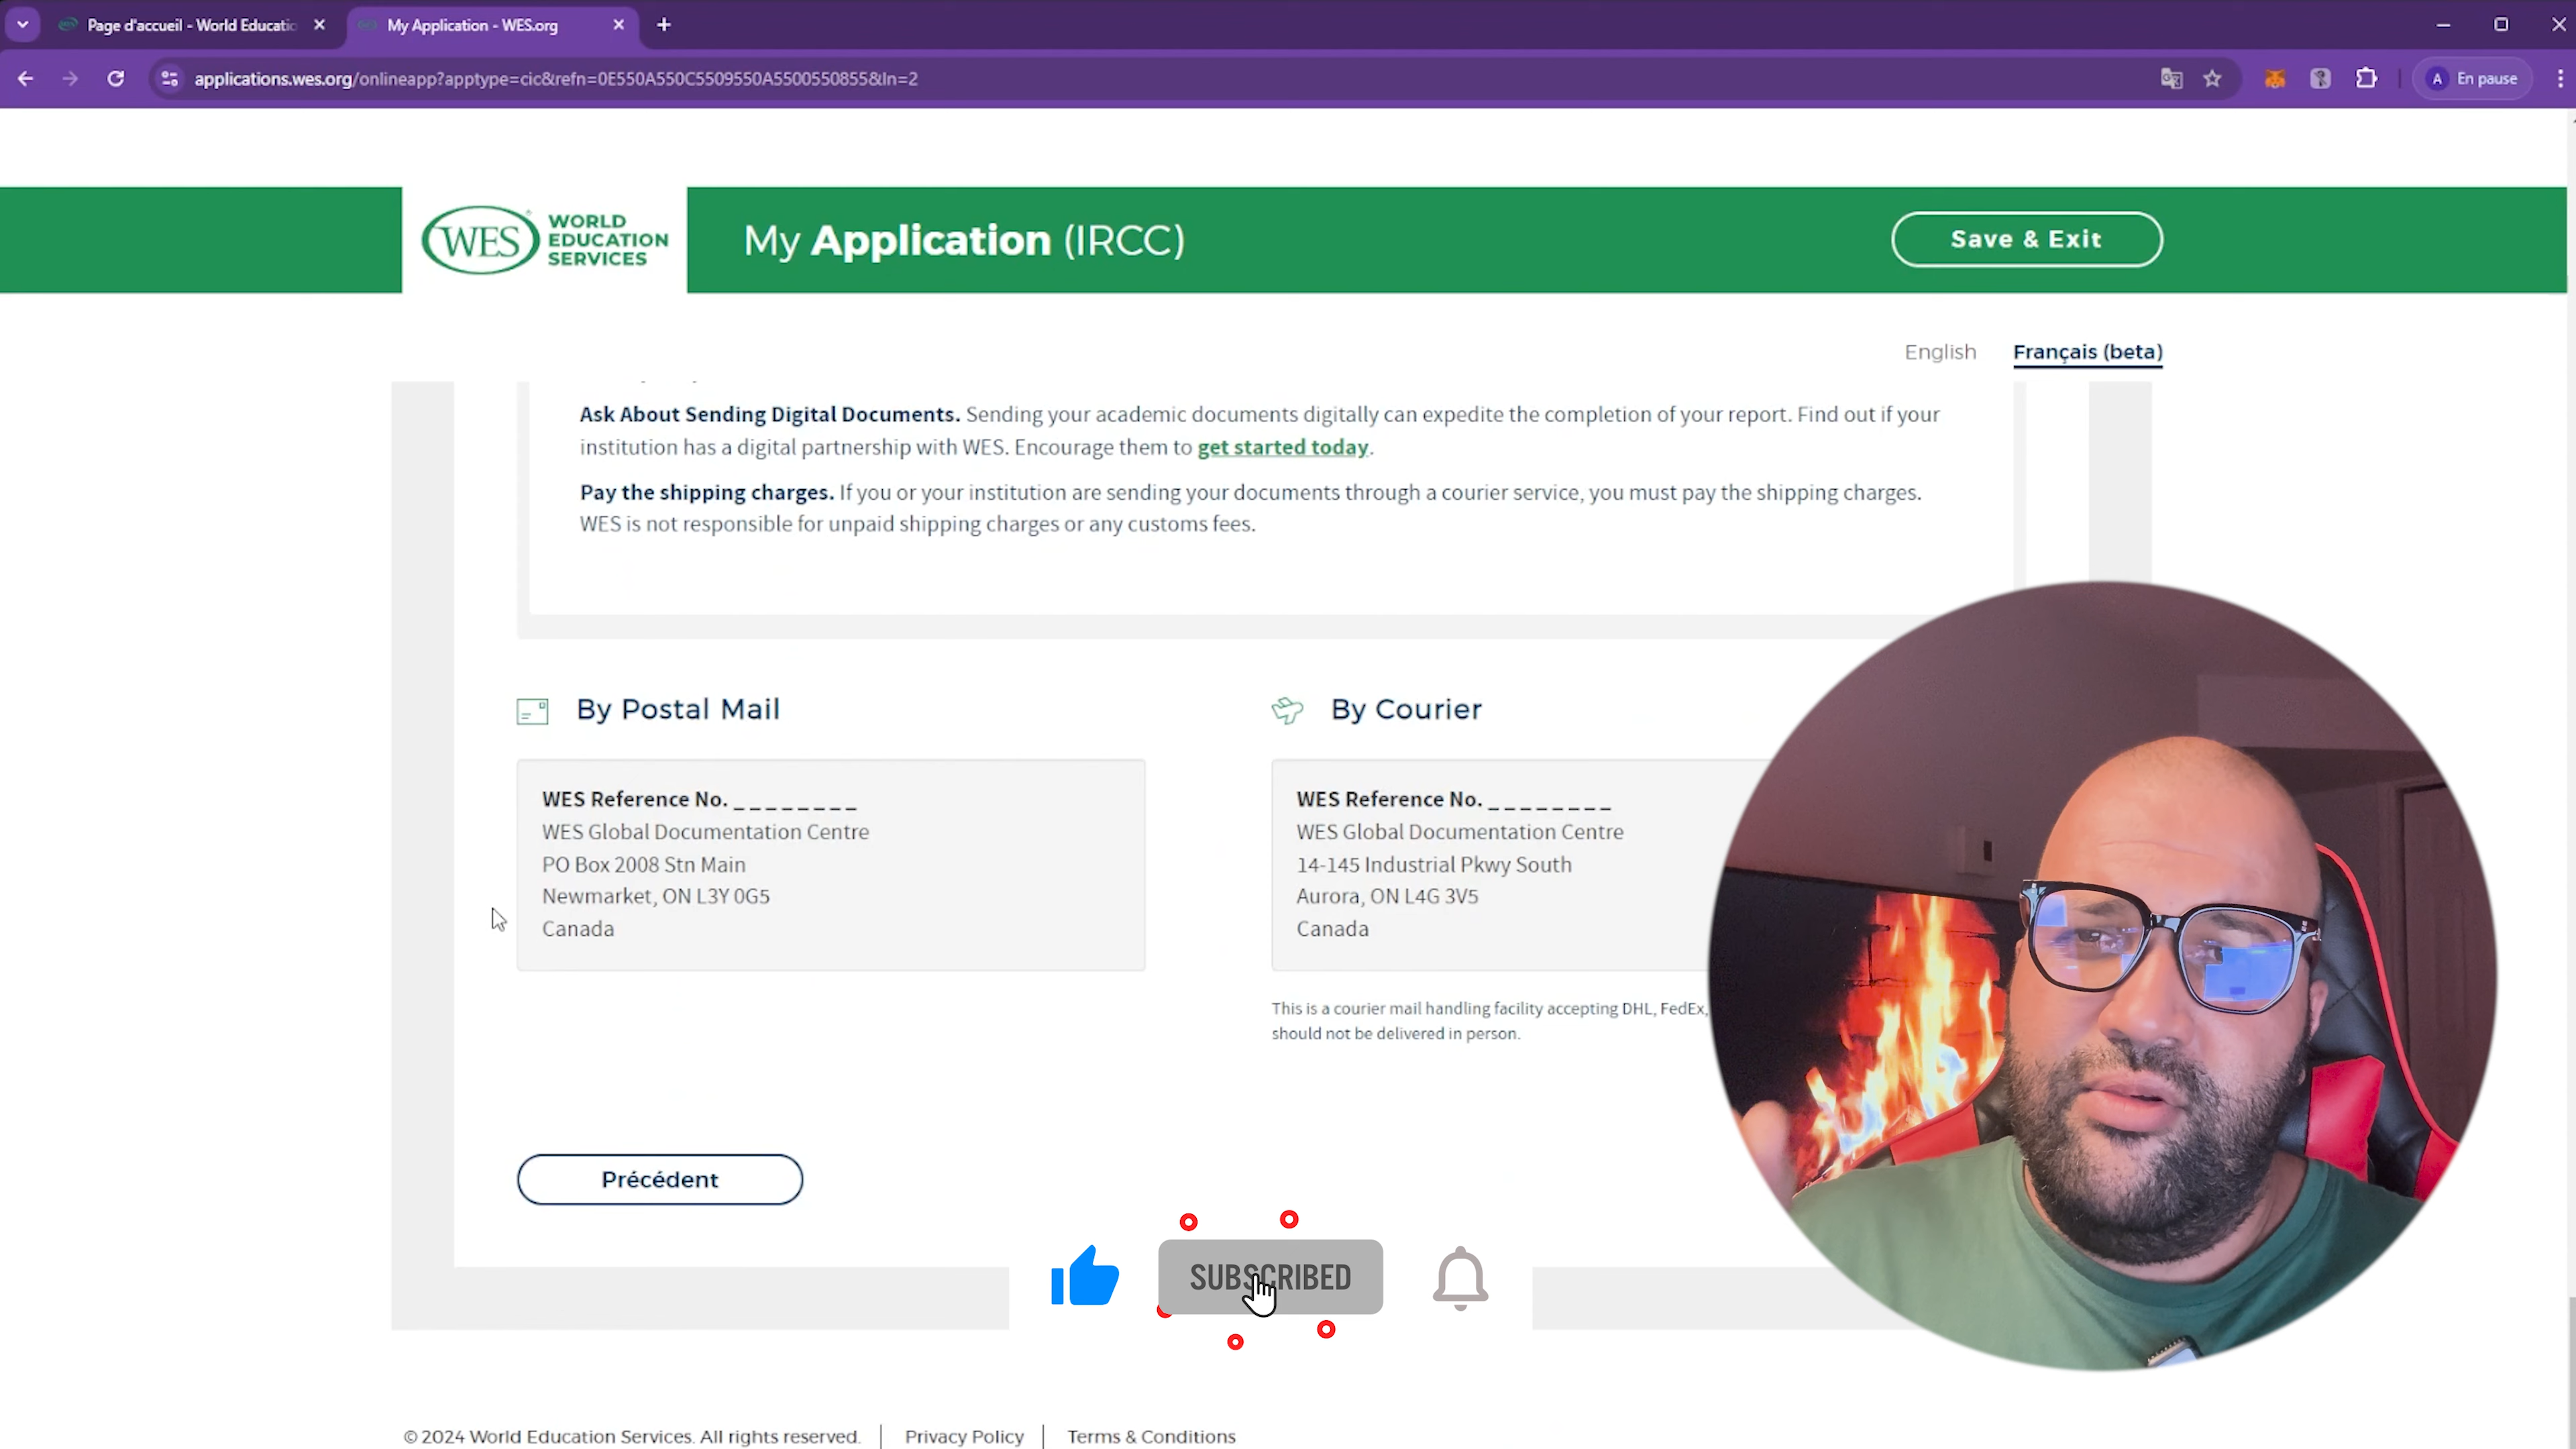 Page d'accueil - World Educatio
My Application - WES.org
applications.wes.org/onlineapp?apptype=cic&refn=0E550A550C5509550A5500550855&ln=2
A En pause
WES WORLD EDUCATION SERVICES
My Application (IRCC)
Save & Exit
English Français (beta)
Ask About Sending Digital Documents. Sending your academic documents digitally can expedite the completion of your report. Find out if your
institution has a digital partnership with WES. Encourage them to get started today.
Pay the shipping charges. If you or your institution are sending your documents through a courier service, you must pay the shipping charges.
WES is not responsible for unpaid shipping charges or any customs fees.
By Postal Mail
WES Reference No. _ _ _ _ _ _ _ _
WES Global Documentation Centre
PO Box 2008 Stn Main
Newmarket, ON L3Y 0G5
Canada
By Courier
WES Reference No. _ _ _ _ _ _ _ _
WES Global Documentation Centre
14-145 Industrial Pkwy South
Aurora, ON L4G 3V5
Canada
This is a courier mail handling facility accepting DHL, FedEx,
should not be delivered in person.
Précédent
SUBSCRIBED
© 2024 World Education Services. All rights reserved.
Privacy Policy
Terms & Conditions